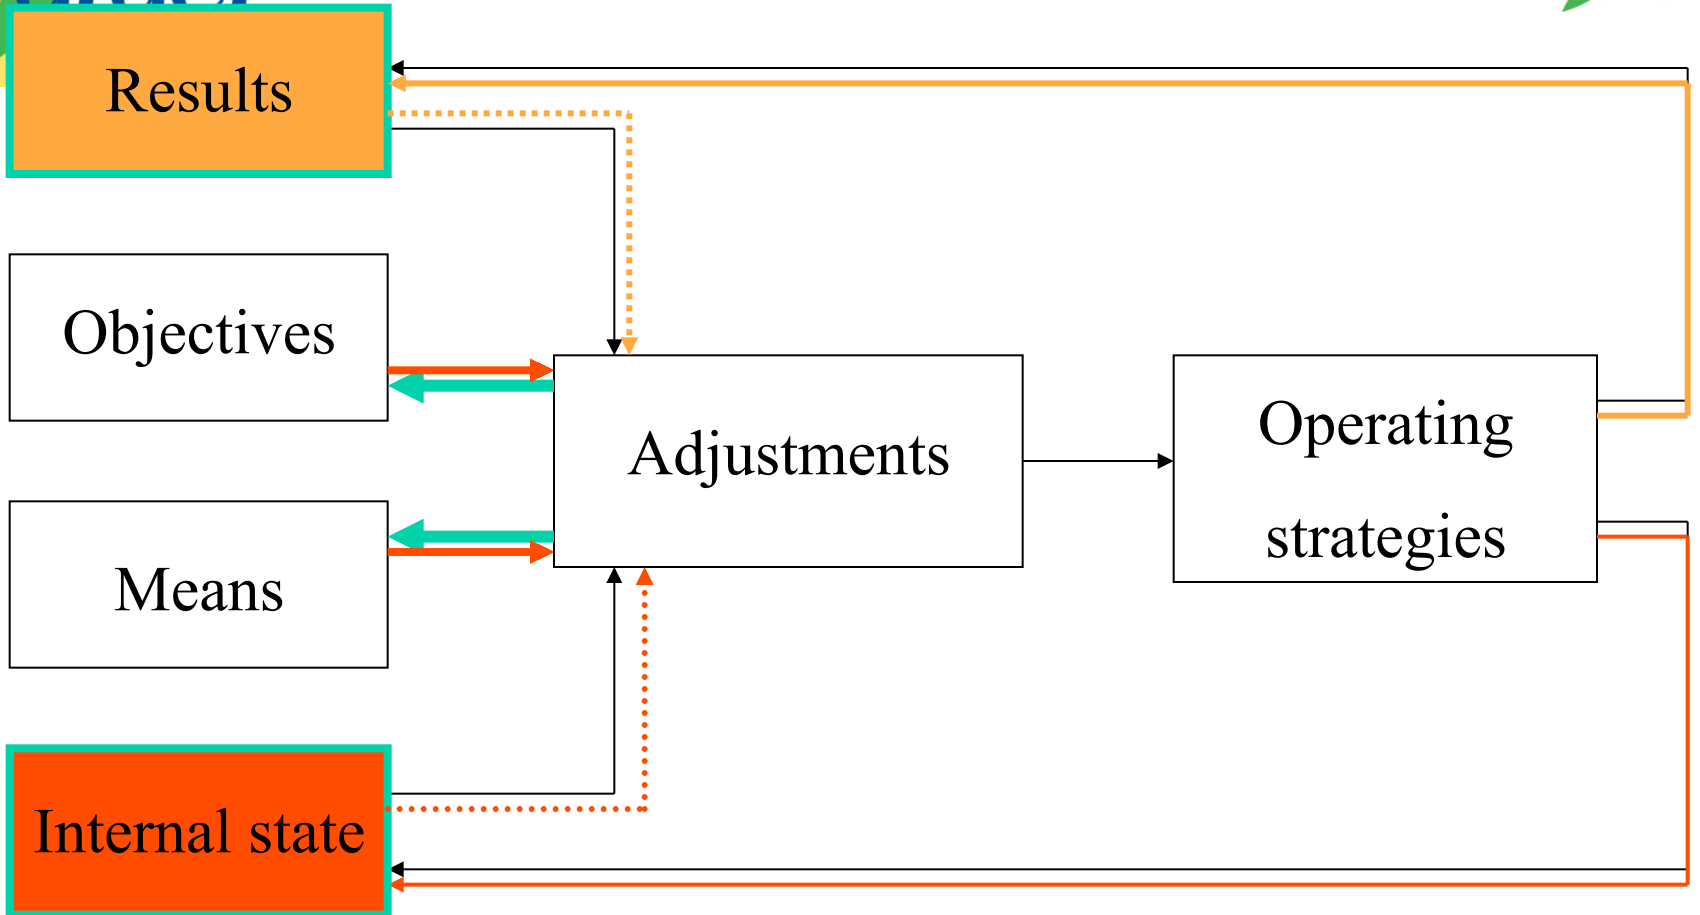 Results
Objectives
Adjustments
Operating
strategies
Means
Internal state